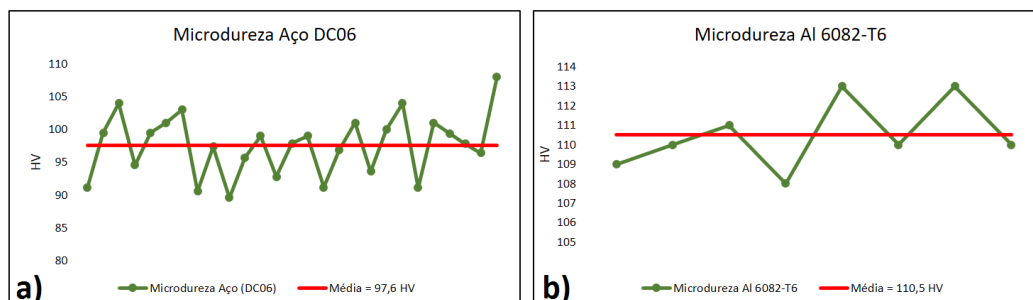 Microdureza Aço DC06
110
105
100
95
90
85
80
HV
Microdureza Aço (DC06)
Média = 97,6 HV
a)
Microdureza Al 6082-T6
114
113
112
111
110
109
108
107
106
105
HV
Microdureza Al 6082-T6
Média = 110,5 HV
b)